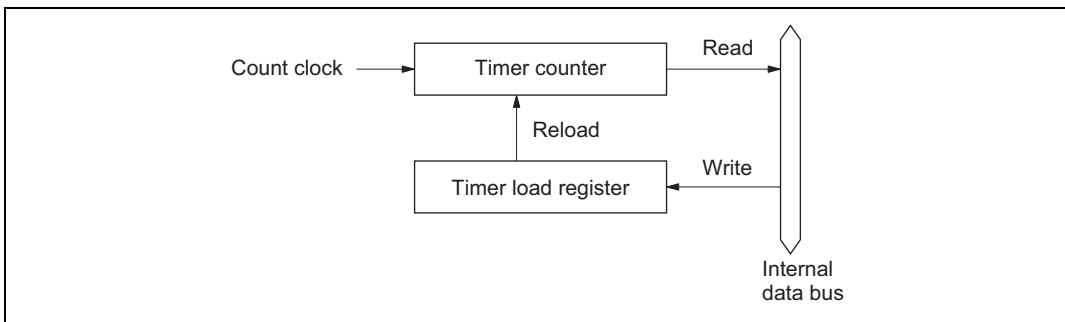 Read
Count clock
Timer counter
Reload
Write
Timer load register
Internal
data bus